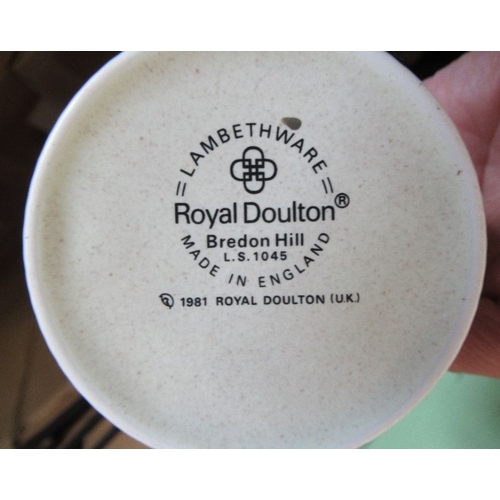 =LAMBETHWARE=
Royal Doulton®
Bredon Hill
L.S.1045
MADE IN ENGLAND
© 1981 ROYAL DOULTON (U.K.)